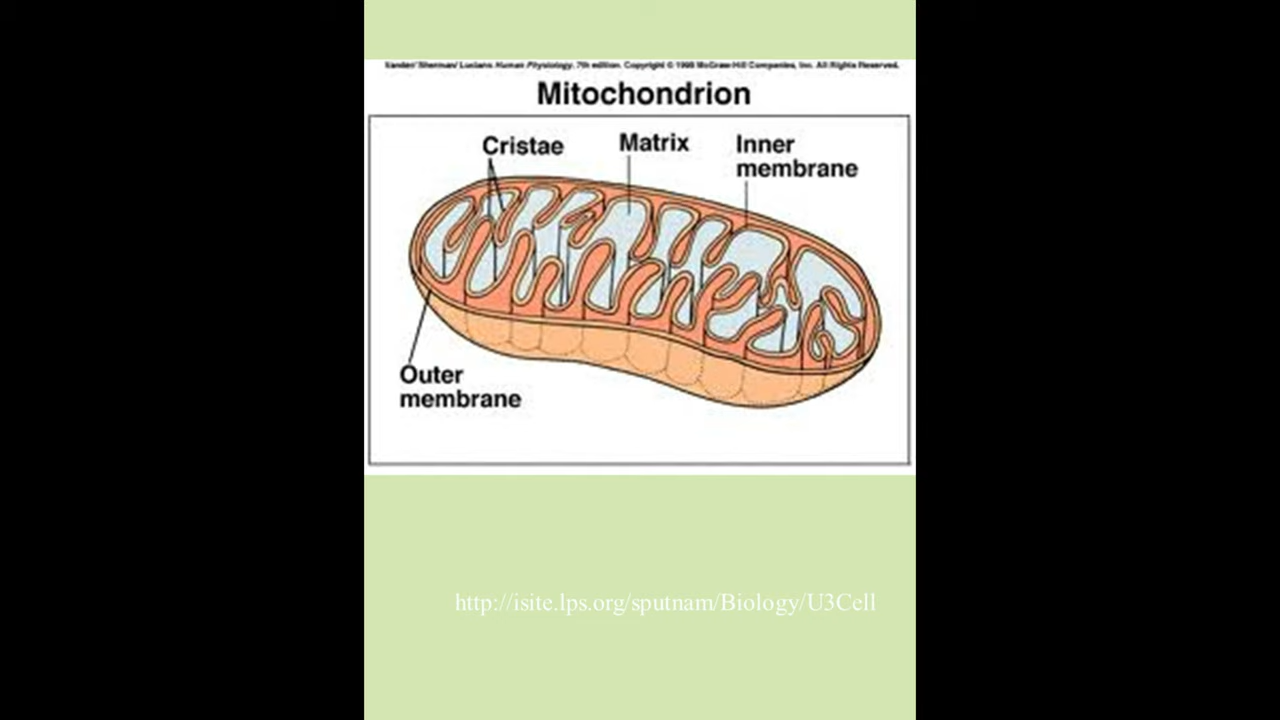 Vander/Sherman/Luciano Human Physiology, 7th edition. Copyright © 1998 McGraw-Hill Companies, Inc. All Rights Reserved.
Mitochondrion
Cristae
Matrix
Inner
membrane
Outer
membrane
http://isite.lps.org/sputnam/Biology/U3Cell